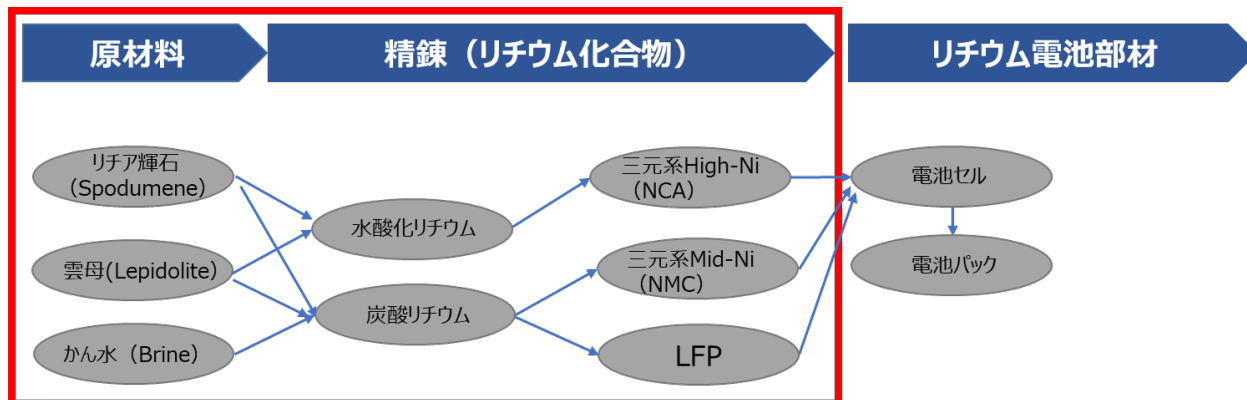 原材料
精錬（リチウム化合物）
リチウム電池部材
リチア輝石
（Spodumene）
雲母(Lepidolite）
かん水（Brine）
水酸化リチウム
炭酸リチウム
三元系High-Ni
（NCA）
三元系Mid-Ni
（NMC）
LFP
電池セル
電池パック